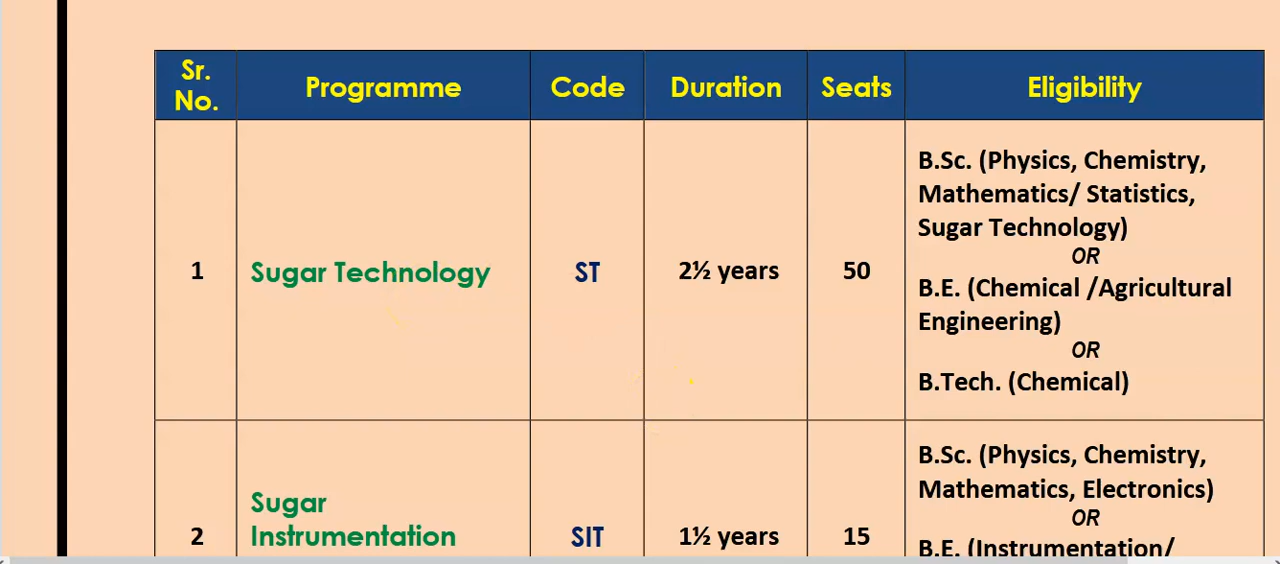 Sr. No. Programme Code Duration Seats Eligibility
1 Sugar Technology ST 2½ years 50
B.Sc. (Physics, Chemistry,
Mathematics/ Statistics,
Sugar Technology)
OR
B.E. (Chemical /Agricultural
Engineering)
OR
B.Tech. (Chemical)
2 Sugar
Instrumentation SIT 1½ years 15
B.Sc. (Physics, Chemistry,
Mathematics, Electronics)
OR
B.E. (Instrumentation/